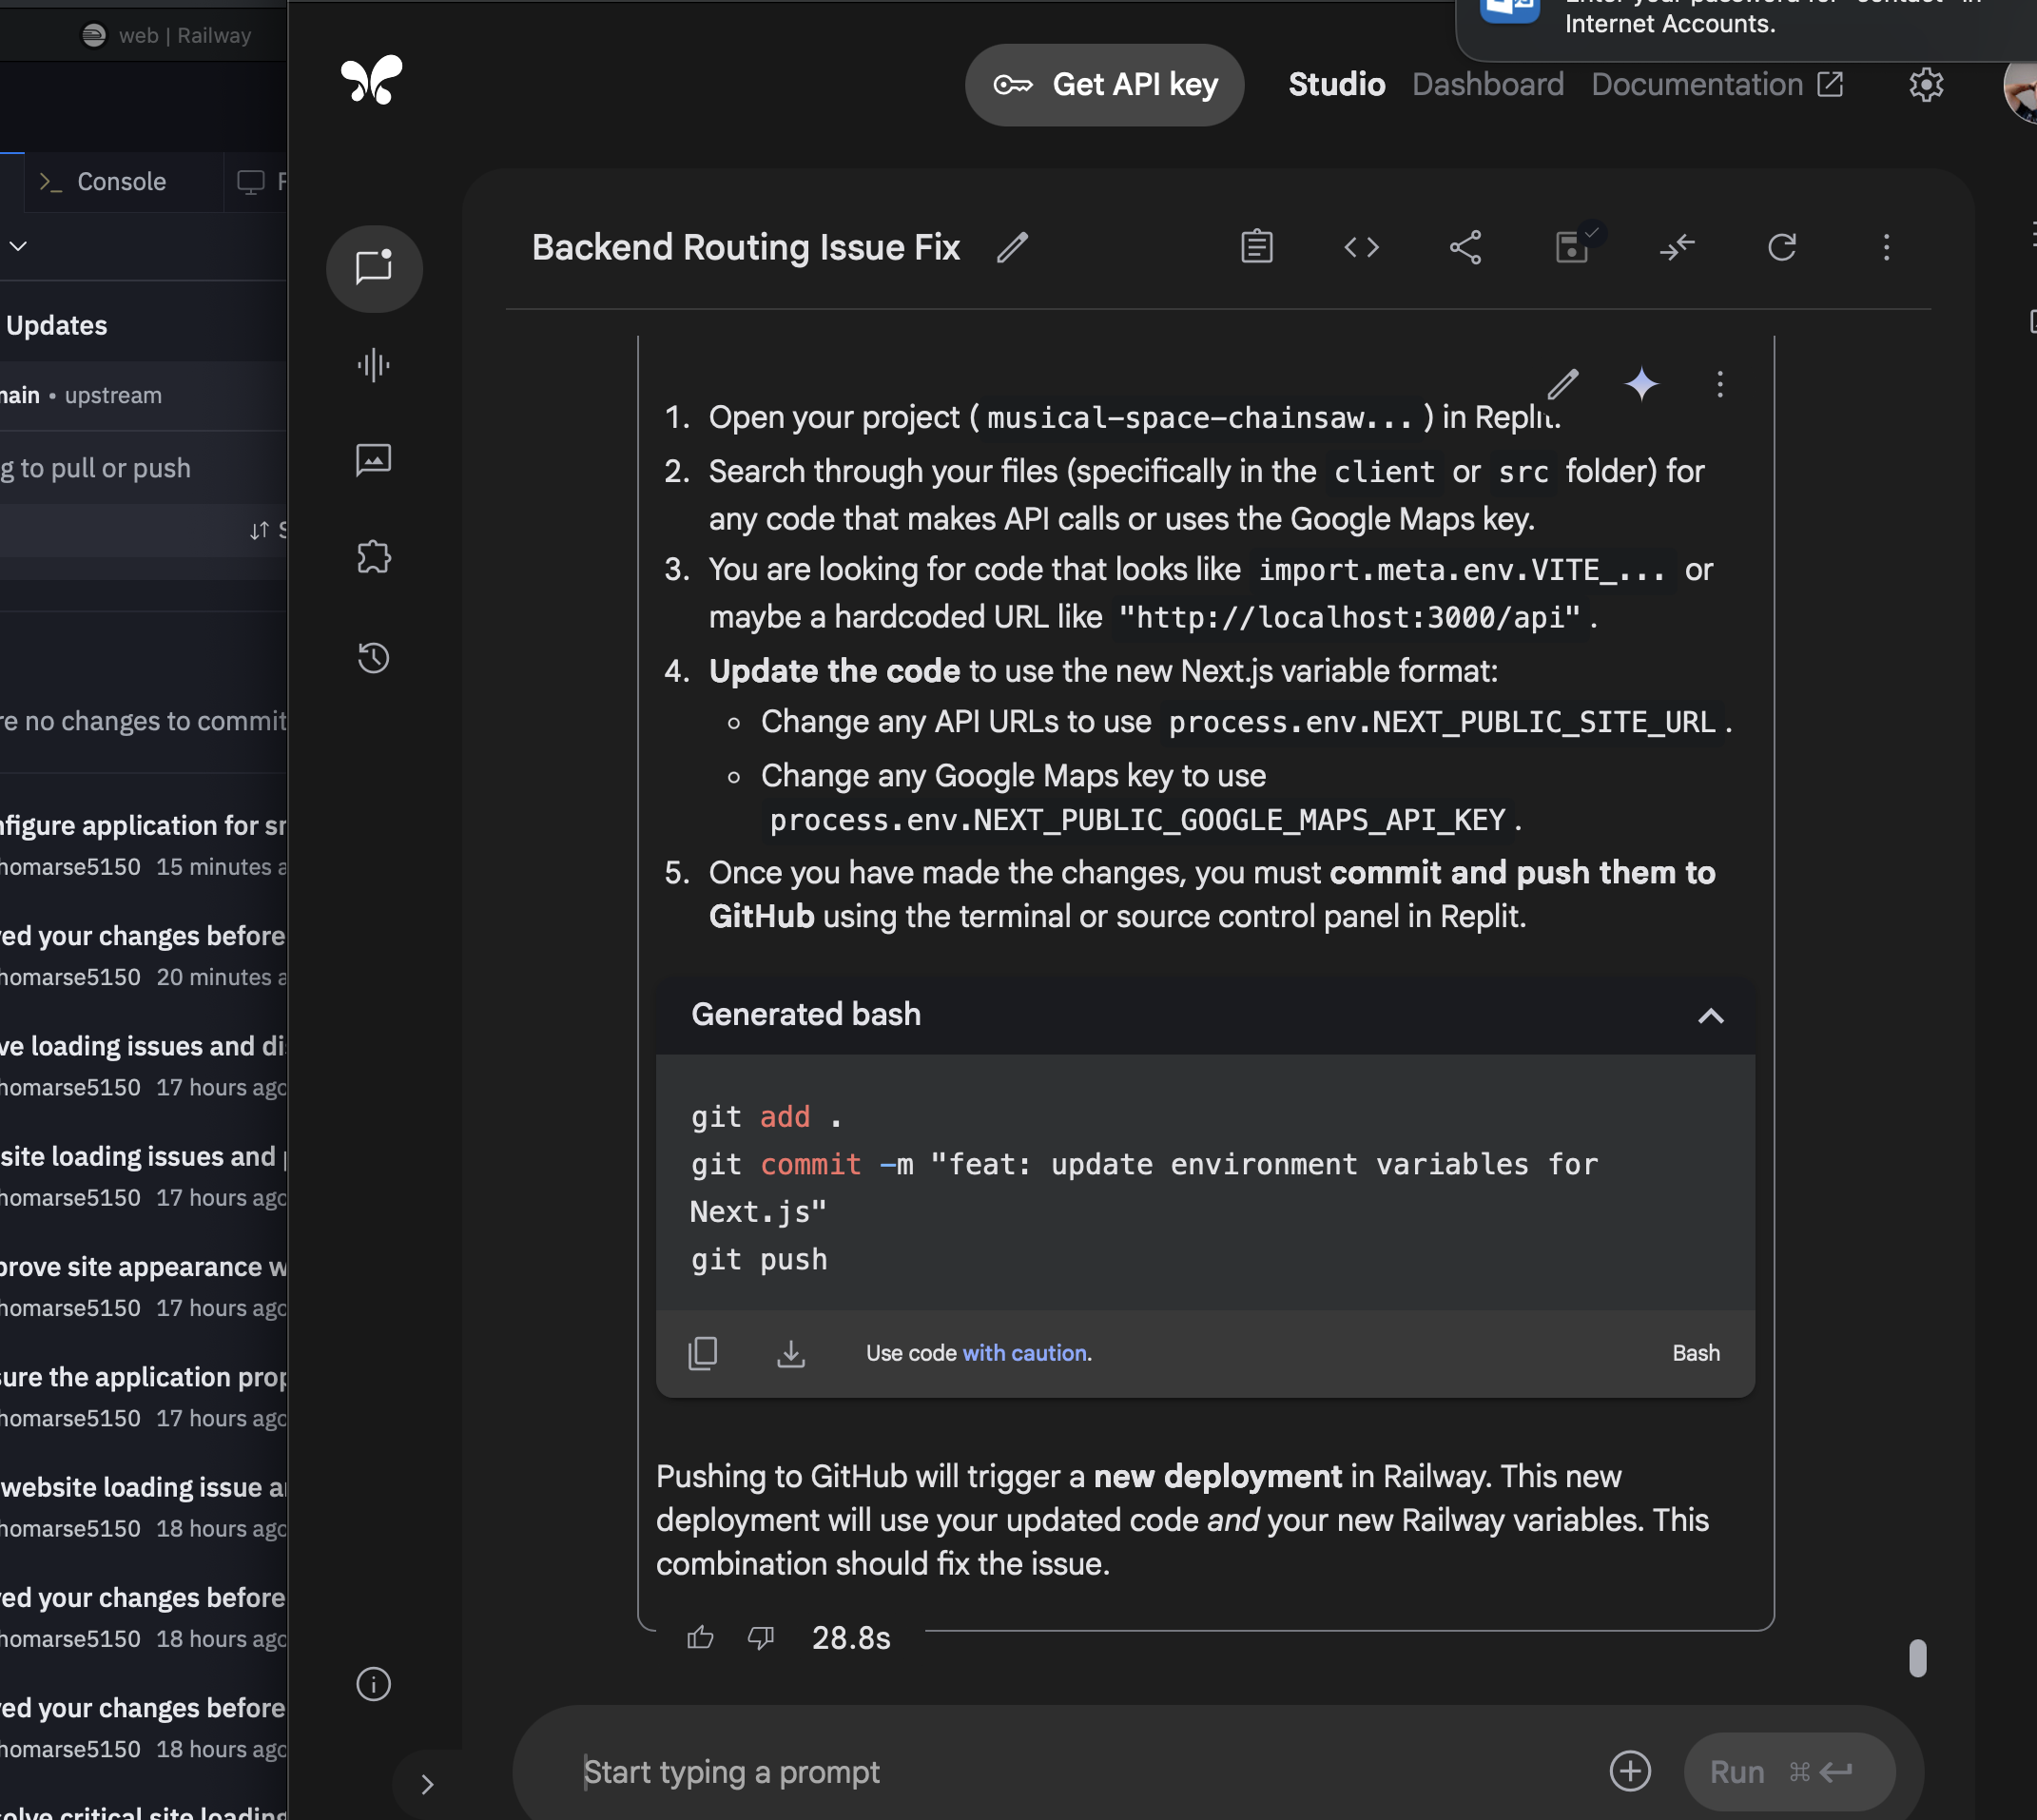 web | Railway
Internet Accounts.
Get API key
Studio
Dashboard
Documentation
Console
Updates
main • upstream
g to pull or push
re no changes to commit
nfigure application for sr
homarse5150 15 minutes a
ved your changes before
homarse5150 20 minutes a
ve loading issues and di
homarse5150 17 hours ago
site loading issues and
homarse5150 17 hours ago
prove site appearance w
homarse5150 17 hours ago
sure the application prop
homarse5150 17 hours ago
website loading issue a
homarse5150 18 hours ago
ved your changes before
homarse5150 18 hours ago
ved your changes before
homarse5150 18 hours ago
solve critical site loading
Backend Routing Issue Fix
1. Open your project (musical-space-chainsaw...) in Replit.
2. Search through your files (specifically in the client or src folder) for
any code that makes API calls or uses the Google Maps key.
3. You are looking for code that looks like import.meta.env.VITE_... or
maybe a hardcoded URL like "http://localhost:3000/api".
4. Update the code to use the new Next.js variable format:
Change any API URLs to use process.env.NEXT_PUBLIC_SITE_URL.
Change any Google Maps key to use
process.env.NEXT_PUBLIC_GOOGLE_MAPS_API_KEY.
5. Once you have made the changes, you must commit and push them to
GitHub using the terminal or source control panel in Replit.
Generated bash
git add .
git commit -m "feat: update environment variables for
Next.js"
git push
Use code with caution.
Bash
Pushing to GitHub will trigger a new deployment in Railway. This new
deployment will use your updated code and your new Railway variables. This
combination should fix the issue.
28.8s
Start typing a prompt
Run ⌘